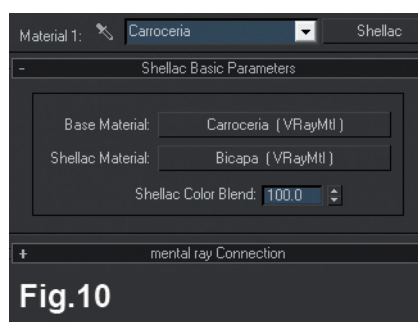 Material 1: Carroceria Shellac
- Shellac Basic Parameters
Base Material: Carroceria ( VRayMtl )
Shellac Material: Bicapa ( VRayMtl )
Shellac Color Blend: 100.0
+ mental ray Connection
Fig.10